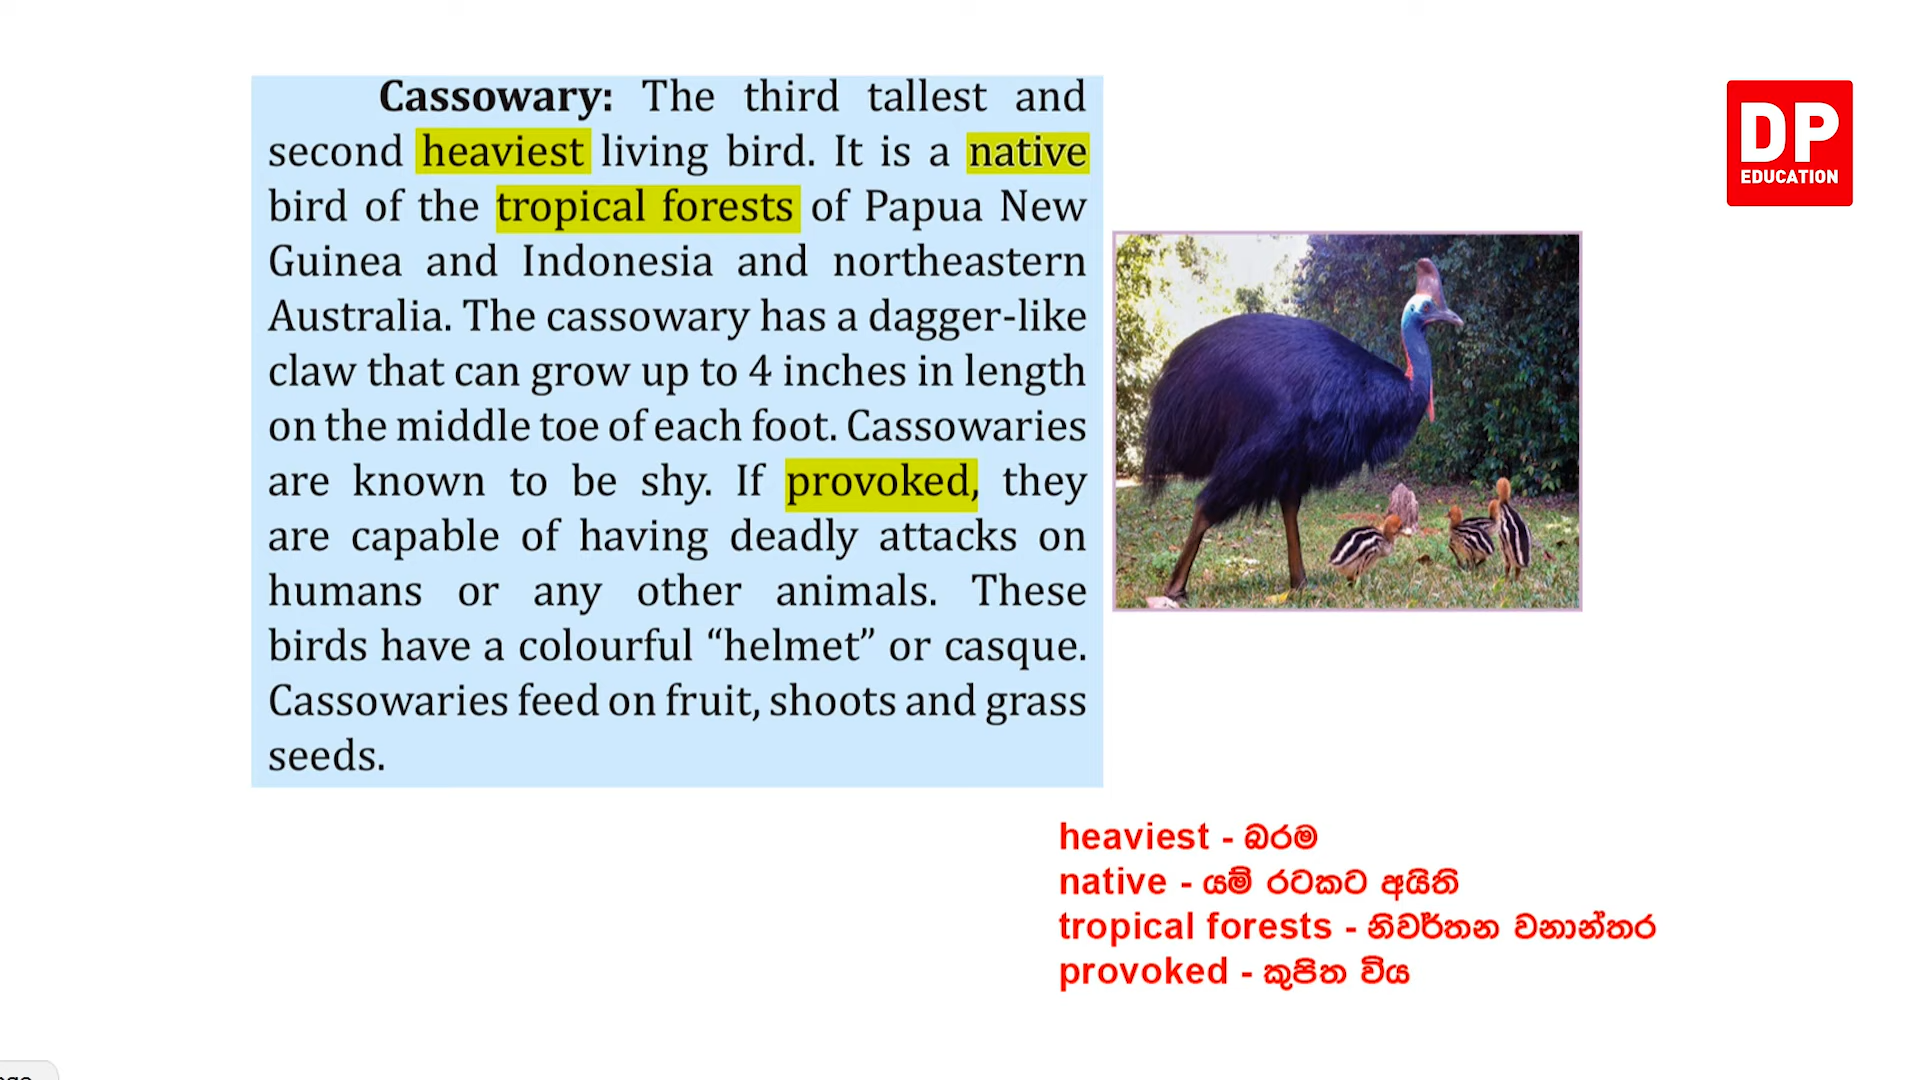 Cassowary: The third tallest and
second heaviest living bird. It is a native
bird of the tropical forests of Papua New
Guinea and Indonesia and northeastern
Australia. The cassowary has a dagger-like
claw that can grow up to 4 inches in length
on the middle toe of each foot. Cassowaries
are known to be shy. If provoked, they
are capable of having deadly attacks on
humans or any other animals. These
birds have a colourful “helmet” or casque.
Cassowaries feed on fruit, shoots and grass
seeds.
DP
EDUCATION
heaviest - බරම
native - යම් රටකට අයිති
tropical forests - නිවර්තන වනාන්තර
provoked - කුපිත විය